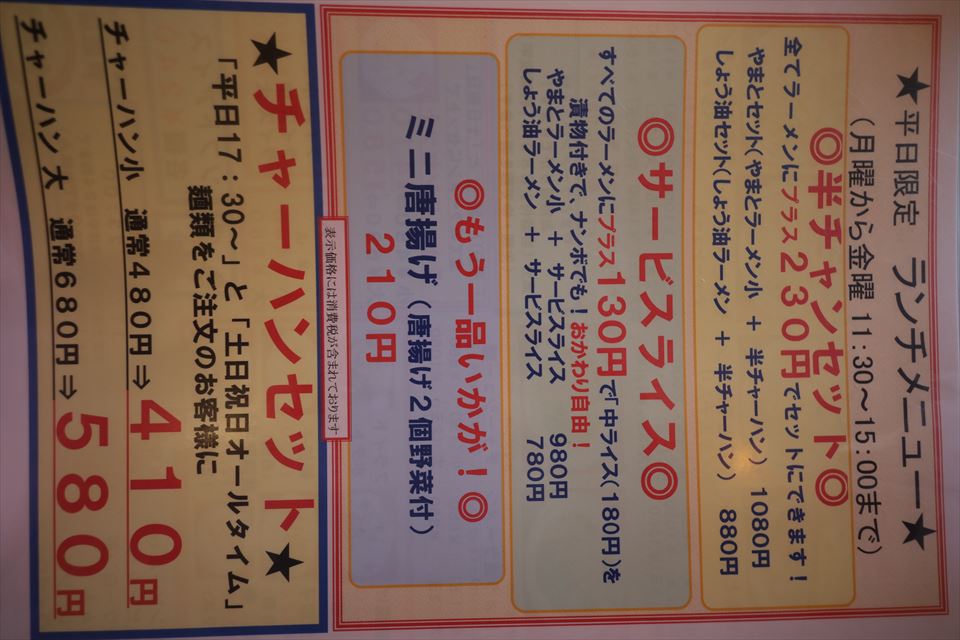 ★平日限定 ランチメニュー★
(月曜から金曜 11:30〜15:00まで)
◎半チャンセット◎
全てラーメンにプラス230円でセットにできます!
やまとセット(やまとラーメン小 + 半チャーハン) 1080円
しょう油セット(しょう油ラーメン + 半チャーハン) 880円
◎サービスライス◎
すべてのラーメンにプラス130円で「中ライス(180円)を
漬物付きで、ナンボでも!おかわり自由!
やまとラーメン小 + サービスライス 980円
しょう油ラーメン + サービスライス 780円
◎もう一品いかが!◎
ミニ唐揚げ(唐揚げ2個野菜付)
210円
表示価格には消費税が含まれております
★チャーハンセット★
「平日17:30〜」と「土日祝日オールタイム」
麺類をご注文のお客様に
チャーハン小 通常480円⇒410円
チャーハン大 通常680円⇒580円